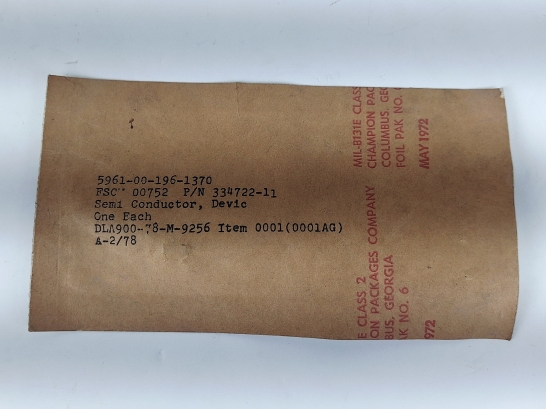 5961-00-196-1370
FSC" 00752 P/N 334722-11
Semi Conductor, Devic
One Each
DLA900-78-M-9256 Item 0001(0001AG)
A-2/78
MIL-B131E CLASS
CHAMPION PAC
COLUMBUS, GE
FOIL PAK NO.
MAY 1972
E CLASS 2
ON PACKAGES COMPANY
BUS, GEORGIA
AK NO. 6
972